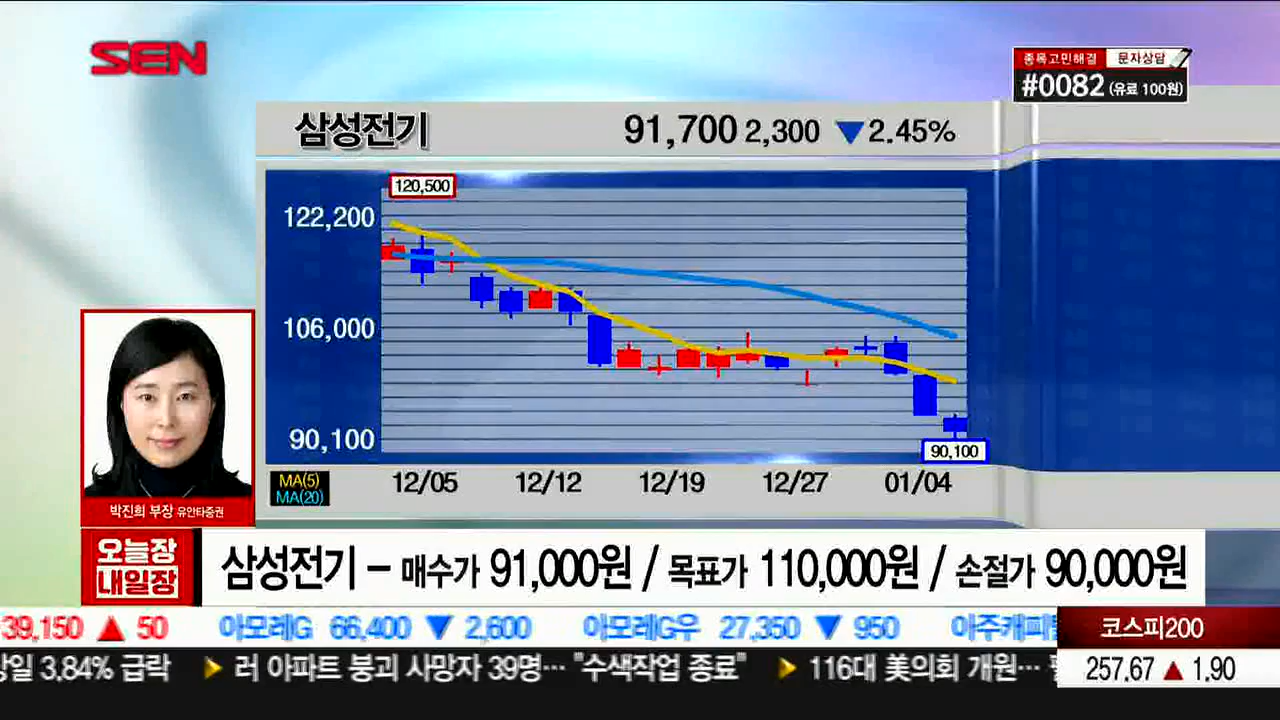 SEN
종목고민해결 문자상담
#0082 (유료 100원)
삼성전기 91,700 2,300 ▼2.45%
120,500
122,200
106,000
90,100
90,100
MA(5)
MA(20)
12/05 12/12 12/19 12/27 01/04
박진희 부장 유안타증권
오늘장
내일장
삼성전기 - 매수가 91,000원 / 목표가 110,000원 / 손절가 90,000원
39,150 ▲ 50 아모레G 66,400 ▼ 2,600 아모레G우 27,350 ▼ 950 아주캐피
코스피200
일 3.84% 급락 ▶ 러 아파트 붕괴 사망자 39명… "수색작업 종료" ▶ 116대 美의회 개원…
257.67 ▲ 1.90